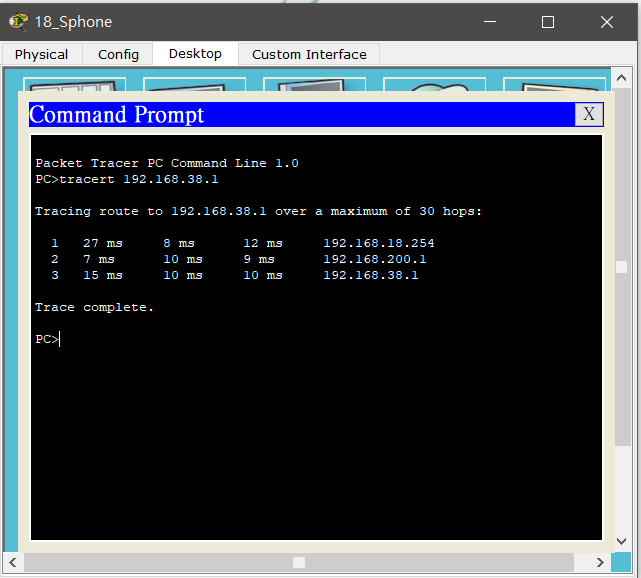 18_Sphone
Physical Config Desktop Custom Interface
Command Prompt X
Packet Tracer PC Command Line 1.0
PC>tracert 192.168.38.1
Tracing route to 192.168.38.1 over a maximum of 30 hops:
1 27 ms 8 ms 12 ms 192.168.18.254
2 7 ms 10 ms 9 ms 192.168.200.1
3 15 ms 10 ms 10 ms 192.168.38.1
Trace complete.
PC>